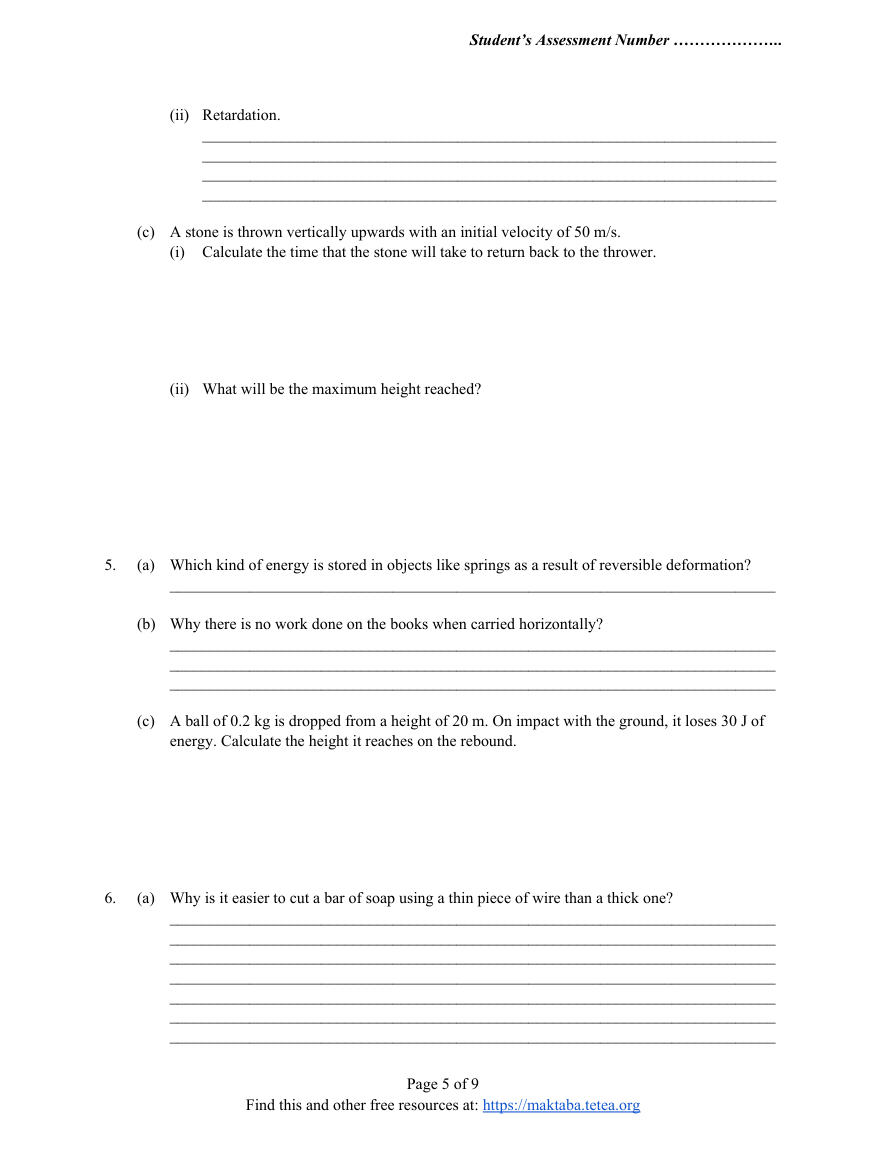 Student’s Assessment Number …………………..
(ii) Retardation.
(c) A stone is thrown vertically upwards with an initial velocity of 50 m/s.
(i) Calculate the time that the stone will take to return back to the thrower.
(ii) What will be the maximum height reached?
5. (a) Which kind of energy is stored in objects like springs as a result of reversible deformation?
(b) Why there is no work done on the books when carried horizontally?
(c) A ball of 0.2 kg is dropped from a height of 20 m. On impact with the ground, it loses 30 J of
energy. Calculate the height it reaches on the rebound.
6. (a) Why is it easier to cut a bar of soap using a thin piece of wire than a thick one?
Page 5 of 9
Find this and other free resources at: https://maktaba.tetea.org